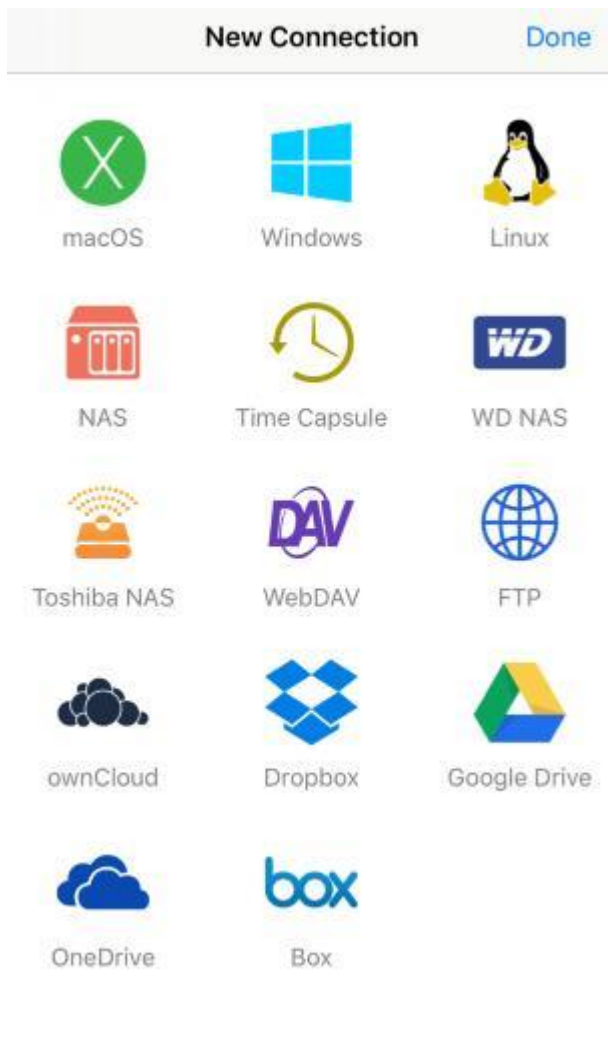 New Connection Done
X
macOS Windows Linux
WD
NAS Time Capsule WD NAS
DAV
Toshiba NAS WebDAV FTP
ownCloud Dropbox Google Drive
box
OneDrive Box